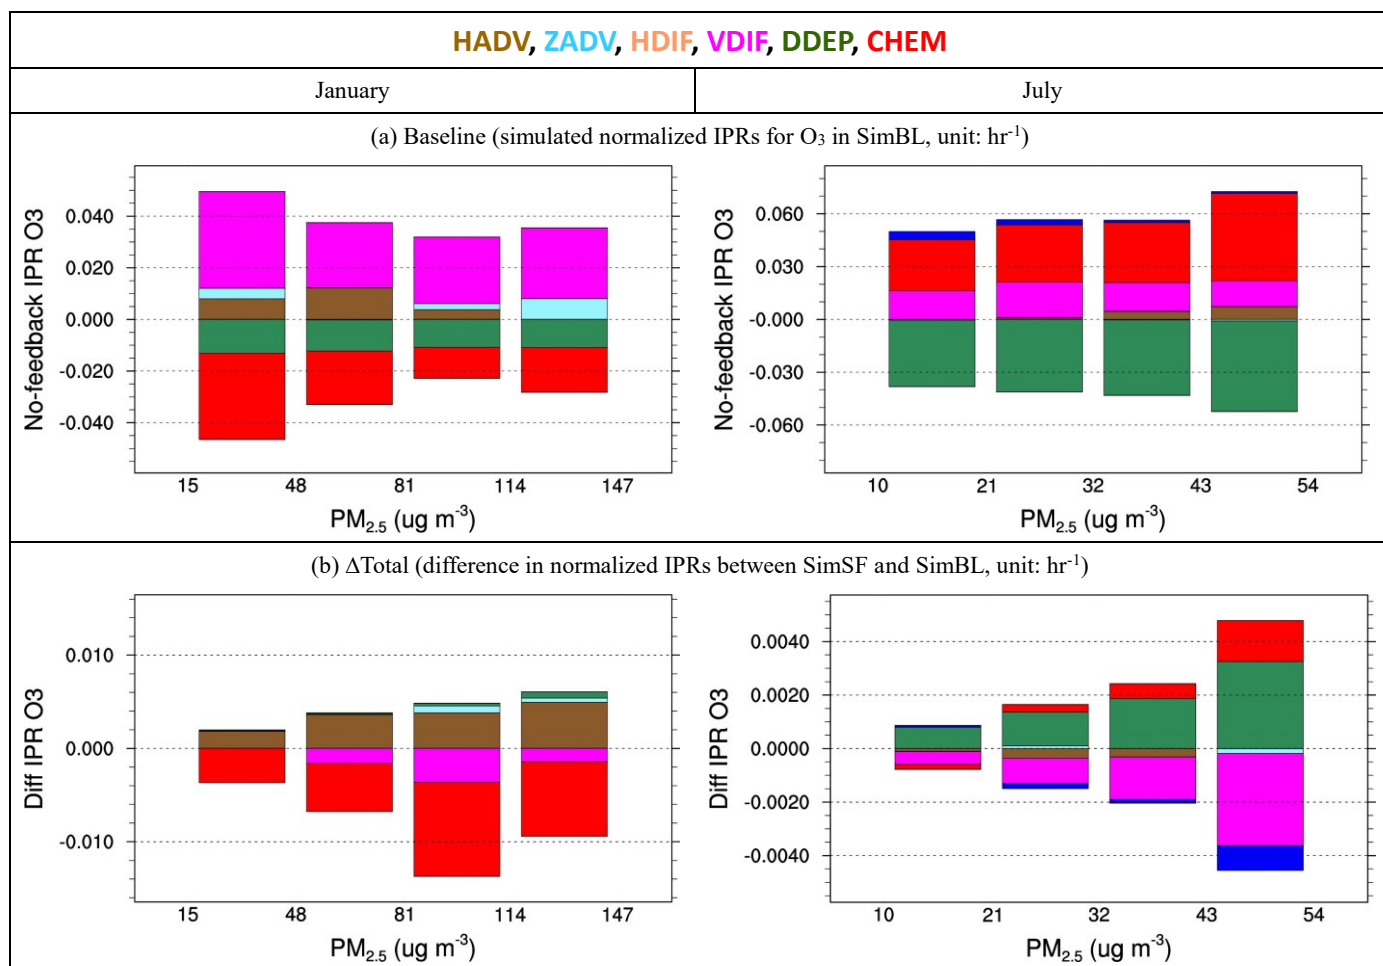 HADV, ZADV, HDIF, VDIF, DDEP, CHEM
January July
(a) Baseline (simulated normalized IPRs for O₃ in SimBL, unit: hr⁻¹)
No-feedback IPR O3
0.040
0.020
0.000
-0.020
-0.040
15 48 81 114 147
PM₂.₅ (ug m⁻³)
No-feedback IPR O3
0.060
0.030
-0.000
-0.030
-0.060
10 21 32 43 54
PM₂.₅ (ug m⁻³)
(b) ΔTotal (difference in normalized IPRs between SimSF and SimBL, unit: hr⁻¹)
Diff IPR O3
0.010
0.000
-0.010
15 48 81 114 147
PM₂.₅ (ug m⁻³)
Diff IPR O3
0.0040
0.0020
0.0000
-0.0020
-0.0040
10 21 32 43 54
PM₂.₅ (ug m⁻³)